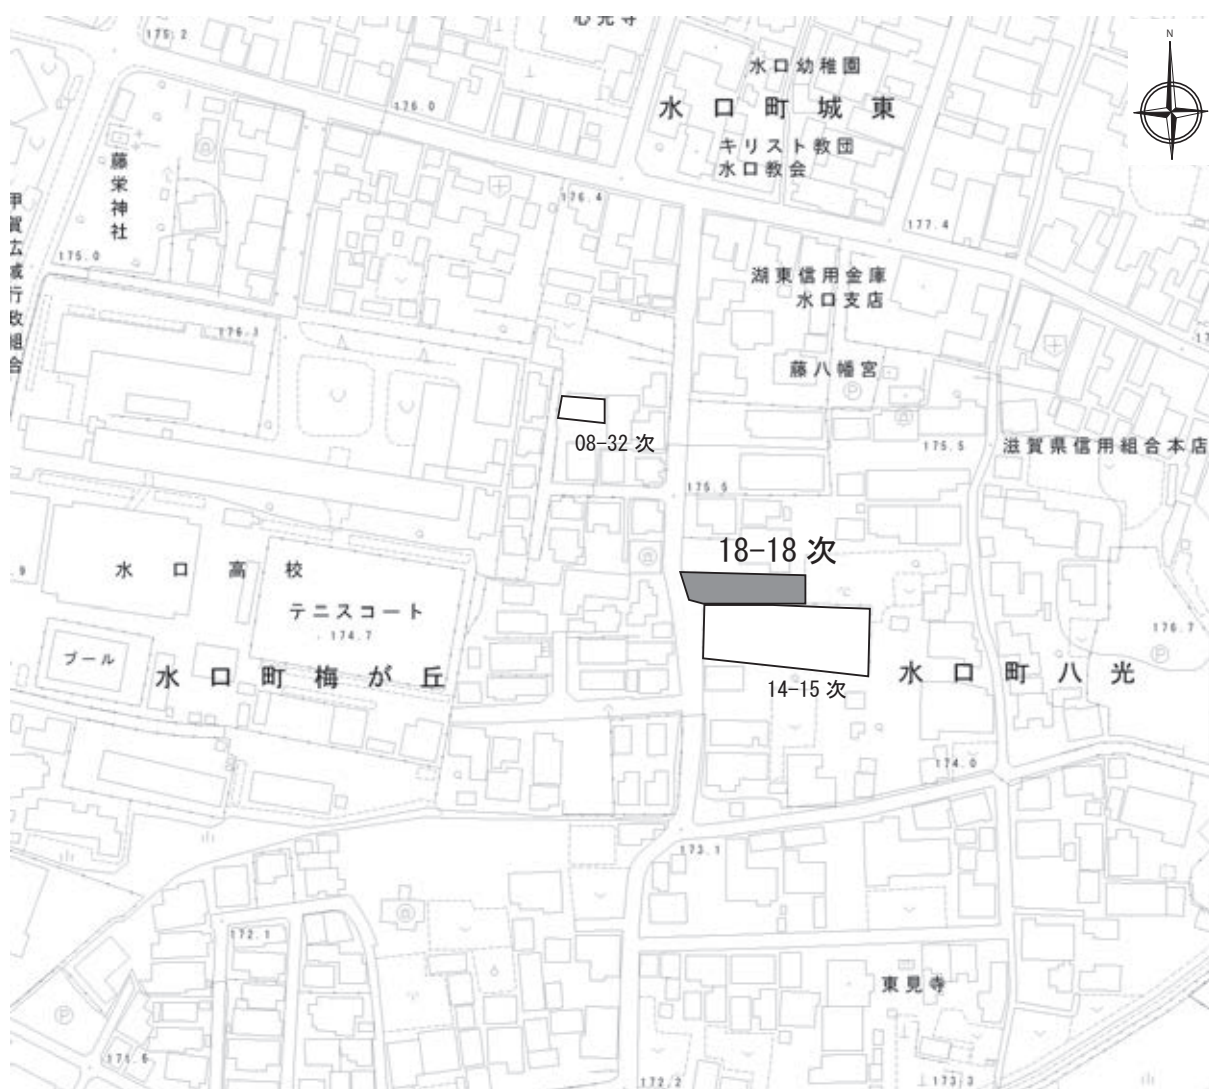 心光寺
N
175.2
水口幼稚園
176.0
水口町城東
キリスト教団
水口教会
藤栄神社
176.4
甲賀広域行政組合
177.4
175.0
湖東信用金庫
水口支店
176.1
藤八幡宮
P
08-32 次
175.5
滋賀県信用組合本店
175.5
18-18 次
水口高校
テニスコート
174.7
176.7
P
プール
水口町梅が丘
水口町八光
14-15 次
174.0
173.1
172.1
東見寺
P
171.6
172.2
173.3